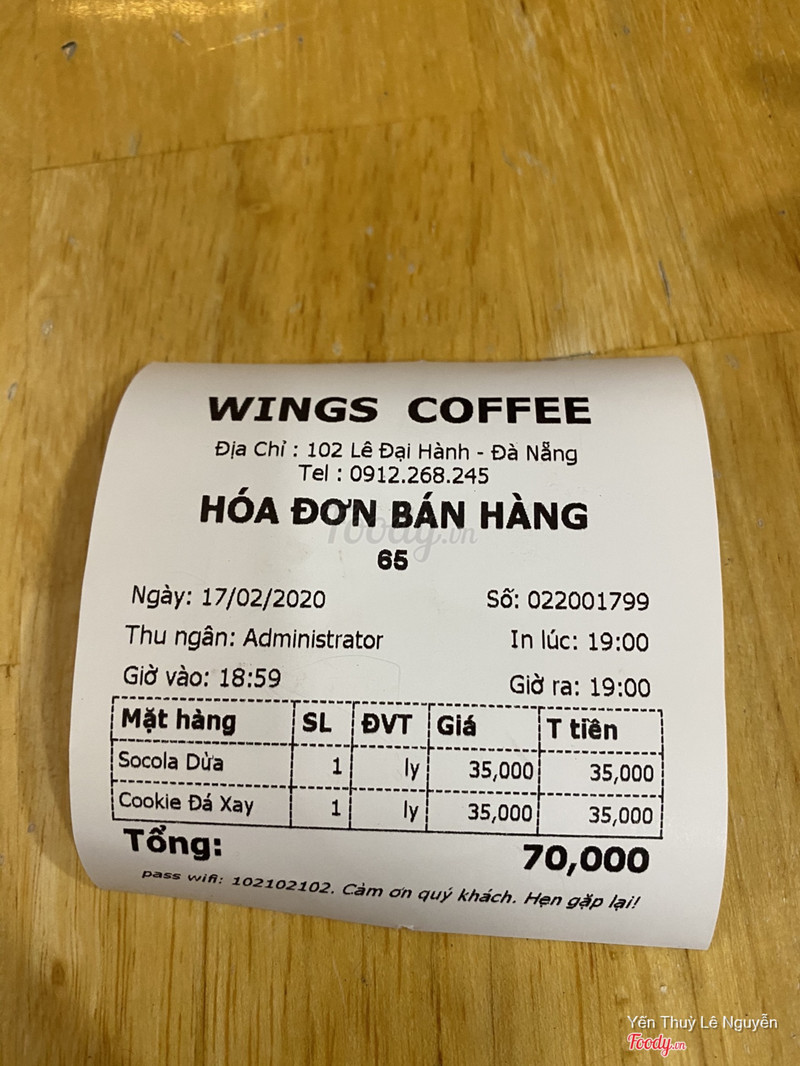 WINGS COFFEE
Địa Chỉ : 102 Lê Đại Hành - Đà Nẵng
Tel : 0912.268.245
HÓA ĐƠN BÁN HÀNG
Foody.vn
65
Ngày: 17/02/2020 Số: 022001799
Thu ngân: Administrator In lúc: 19:00
Giờ vào: 18:59 Giờ ra: 19:00
Mặt hàng SL ĐVT Giá T tiền
Socola Dừa 1 ly 35,000 35,000
Cookie Đá Xay 1 ly 35,000 35,000
Tổng: 70,000
pass wifi: 102102102. Cảm ơn quý khách. Hẹn gặp lại!
Yến Thuỳ Lê Nguyễn
Foody.vn